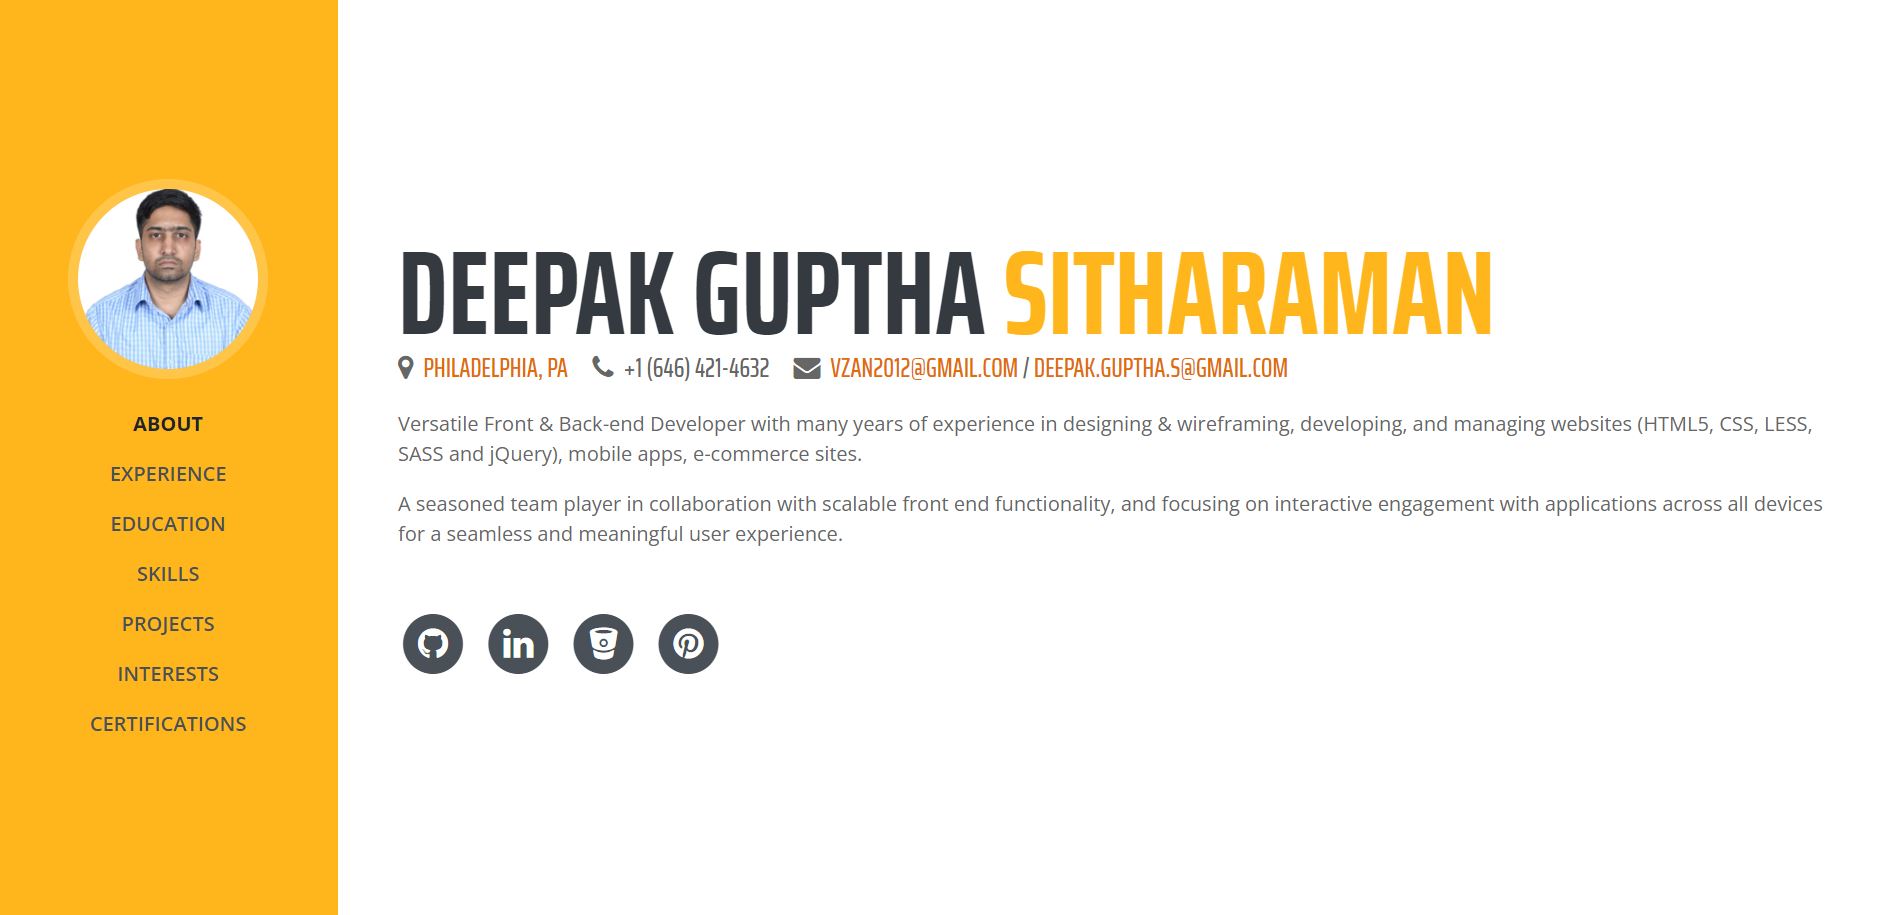 ABOUT
EXPERIENCE
EDUCATION
SKILLS
PROJECTS
INTERESTS
CERTIFICATIONS
DEEPAK GUPTHA SITHARAMAN
PHILADELPHIA, PA +1 (646) 421-4632 VZAN2012@GMAIL.COM / DEEPAK.GUPTHA.S@GMAIL.COM
Versatile Front & Back-end Developer with many years of experience in designing & wireframing, developing, and managing websites (HTML5, CSS, LESS,
SASS and jQuery), mobile apps, e-commerce sites.
A seasoned team player in collaboration with scalable front end functionality, and focusing on interactive engagement with applications across all devices
for a seamless and meaningful user experience.
in